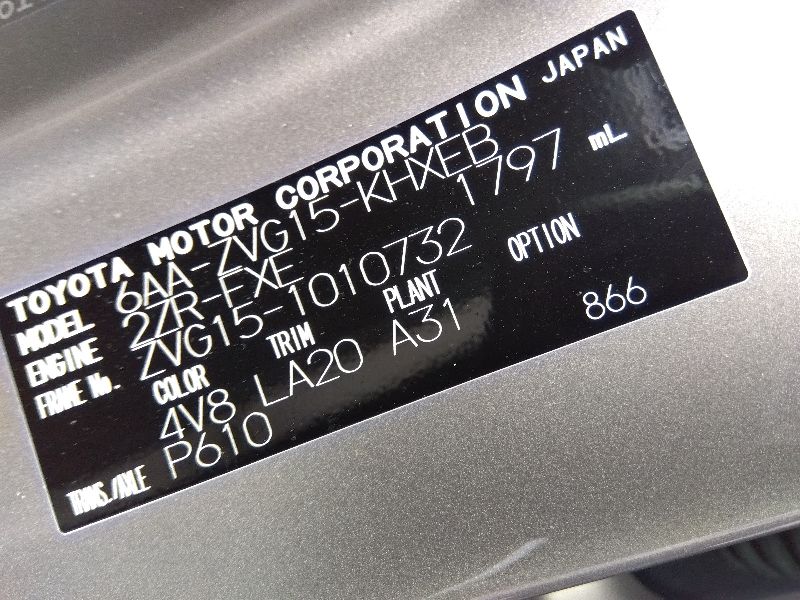 TOYOTA MOTOR CORPORATION JAPAN
MODEL 6AA-ZVG15-KHXEB
ENGINE 2ZR-FXE 1797 mL
FRAME No. ZVG15-1010732
COLOR TRIM PLANT OPTION
4V8 LA20 A31 866
TRANS./AXLE P610